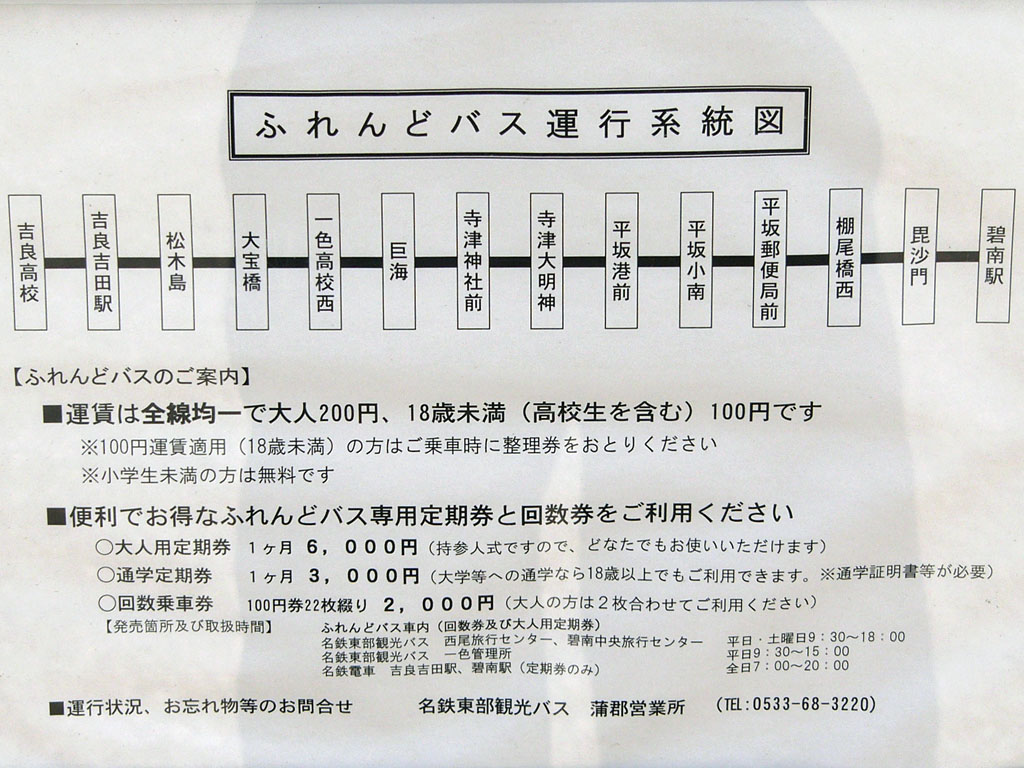 ふれんどバス運行系統図
吉良高校
吉良吉田駅
松木島
大宝橋
一色高校西
巨海
寺津神社前
寺津大明神
平坂港前
平坂小南
平坂郵便局前
棚尾橋西
毘沙門
碧南駅
【ふれんどバスのご案内】
■運賃は全線均一で大人200円、18歳未満（高校生を含む）100円です
※100円運賃適用（18歳未満）の方はご乗車時に整理券をおとりください
※小学生未満の方は無料です
■便利でお得なふれんどバス専用定期券と回数券をご利用ください
○大人用定期券 1ヶ月 6，000円（持参人式ですので、どなたでもお使いいただけます）
○通学定期券 1ヶ月 3，000円（大学等への通学なら18歳以上でもご利用できます。※通学証明書等が必要）
○回数乗車券 100円券22枚綴り 2，000円（大人の方は２枚合わせてご利用ください）
【発売箇所及び取扱時間】 ふれんどバス車内（回数券及び大人用定期券）
名鉄東部観光バス 西尾旅行センター、碧南中央旅行センター 平日・土曜日9：30～18：00
名鉄東部観光バス 一色管理所 平日9：30～15：00
名鉄電車 吉良吉田駅、碧南駅（定期券のみ） 全日7：00～20：00
■運行状況、お忘れ物等のお問合せ 名鉄東部観光バス 蒲郡営業所 （TEL:0533-68-3220）